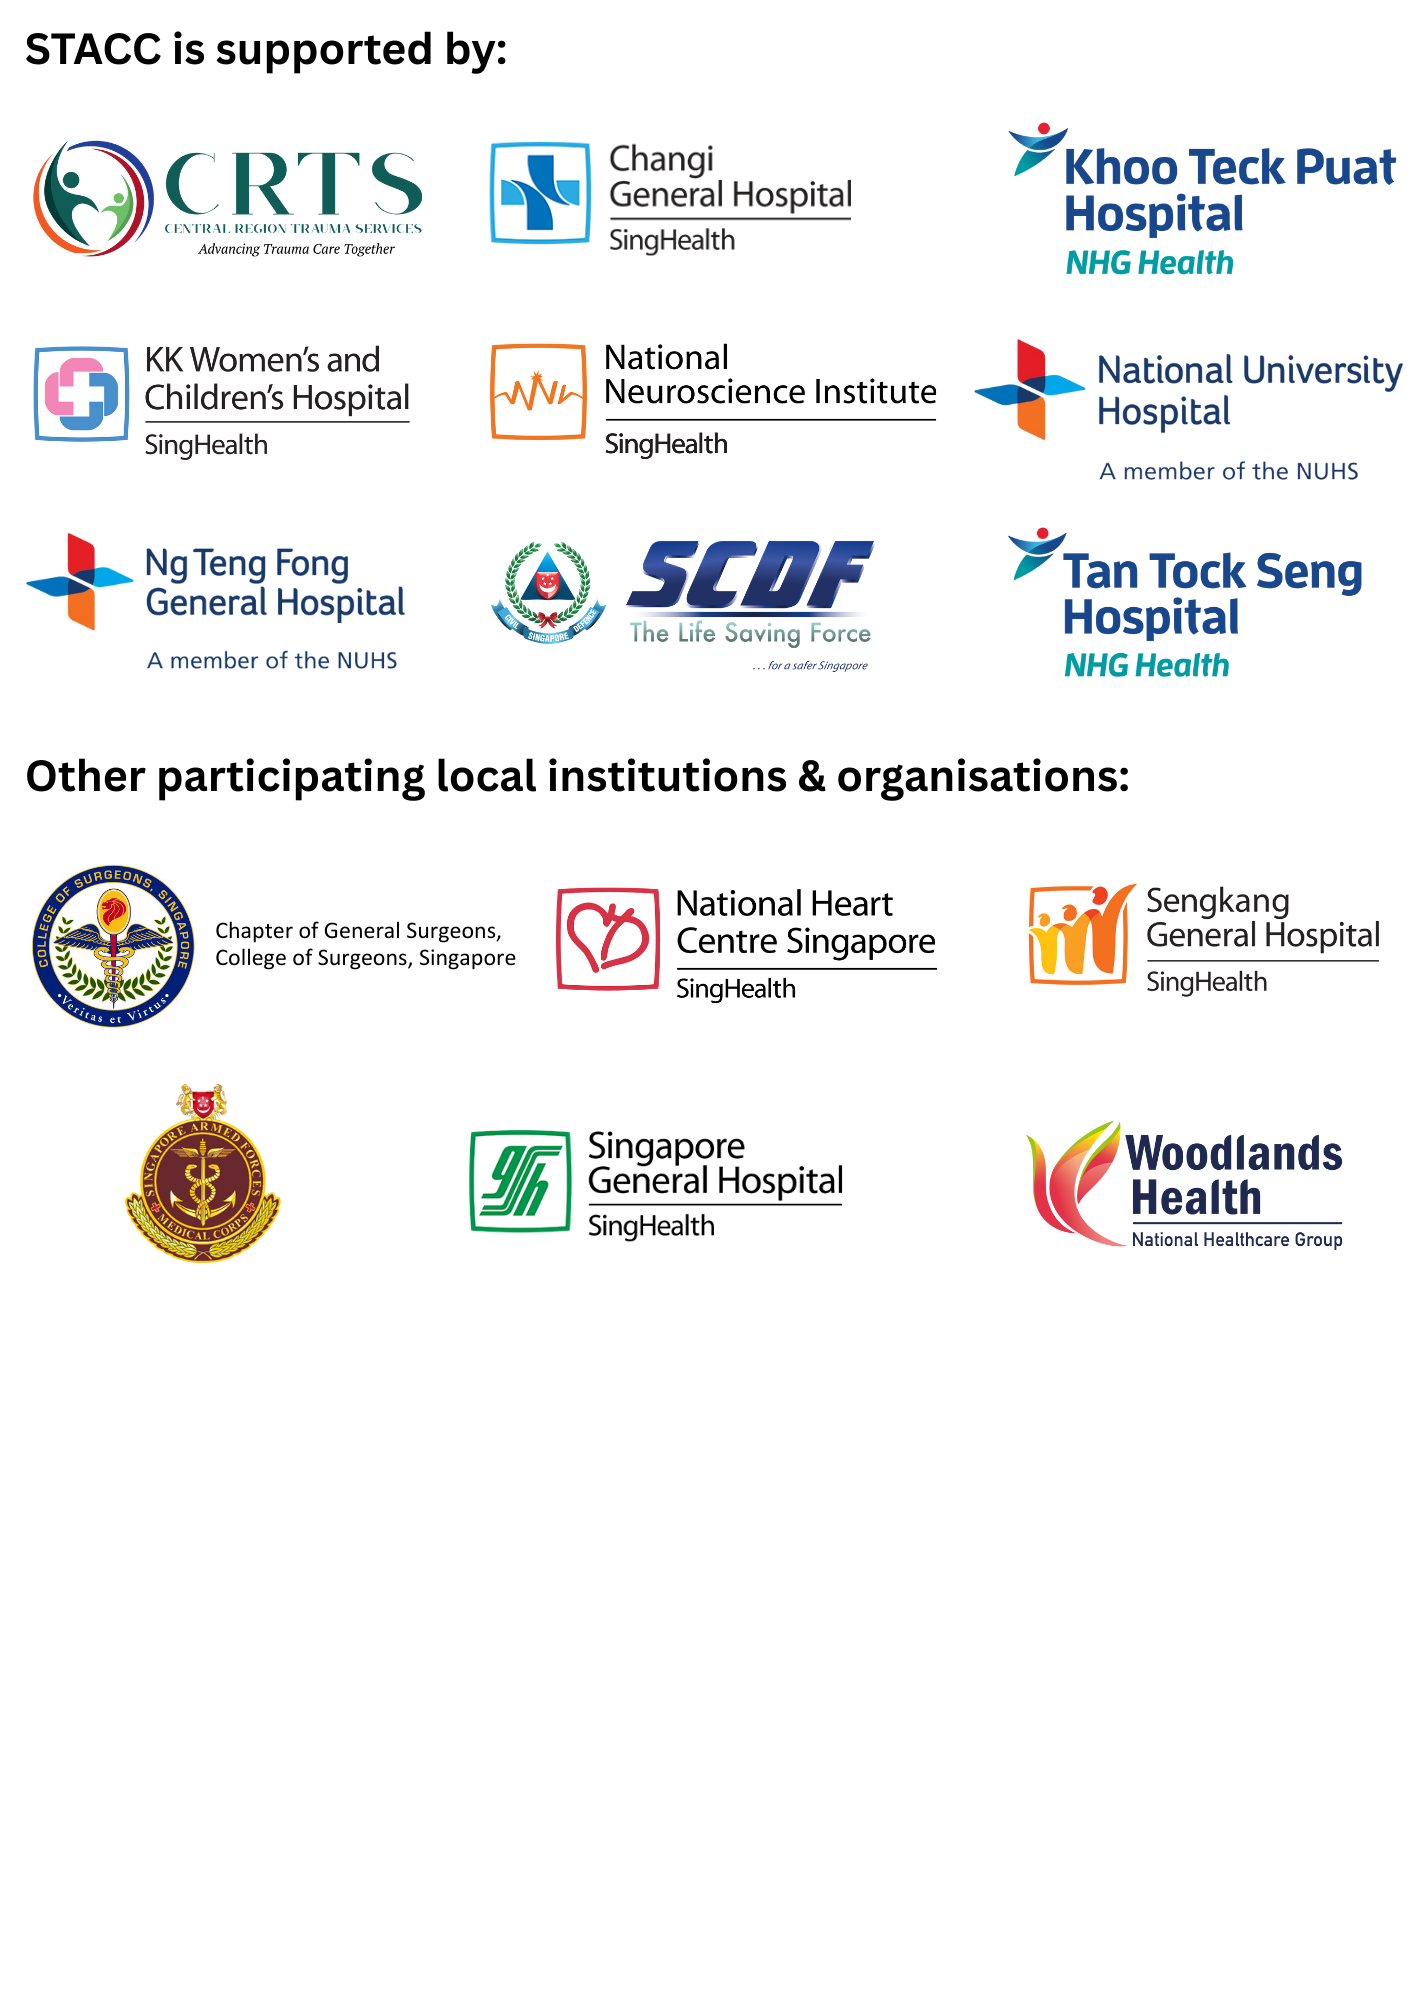 STACC is supported by:
CRTS
CENTRAL REGION TRAUMA SERVICES
Advancing Trauma Care Together
Changi
General Hospital
SingHealth
Khoo Teck Puat
Hospital
NHG Health
KK Women's and
Children's Hospital
SingHealth
National
Neuroscience Institute
SingHealth
National University
Hospital
A member of the NUHS
Ng Teng Fong
General Hospital
A member of the NUHS
CIVIL
SINGAPORE
DEFENCE
SCDF
The Life Saving Force
...for a safer Singapore
Tan Tock Seng
Hospital
NHG Health
Other participating local institutions & organisations:
COLLEGE OF SURGEONS, SINGAPORE
• Veritas et Virtus •
Chapter of General Surgeons,
College of Surgeons, Singapore
National Heart
Centre Singapore
SingHealth
Sengkang
General Hospital
SingHealth
SINGAPORE ARMED FORCES
MEDICAL CORPS
Singapore
General Hospital
SingHealth
Woodlands
Health
National Healthcare Group